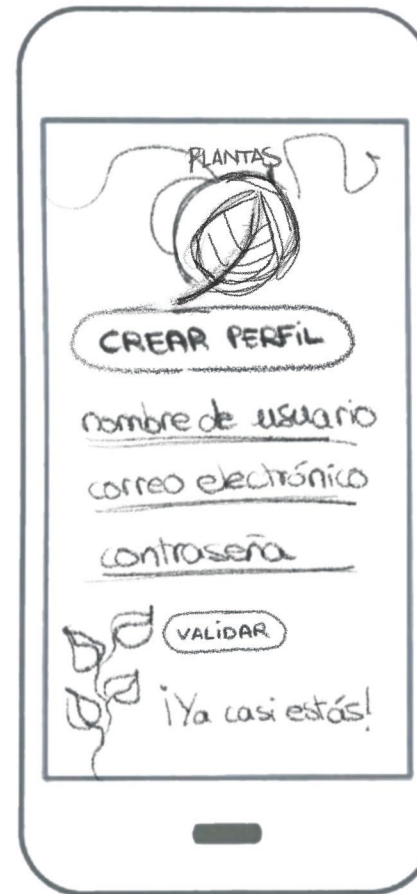 PLANTAS
CREAR PERFIL
nombre de usuario
correo electrónico
contraseña
VALIDAR
¡Ya casi estás!